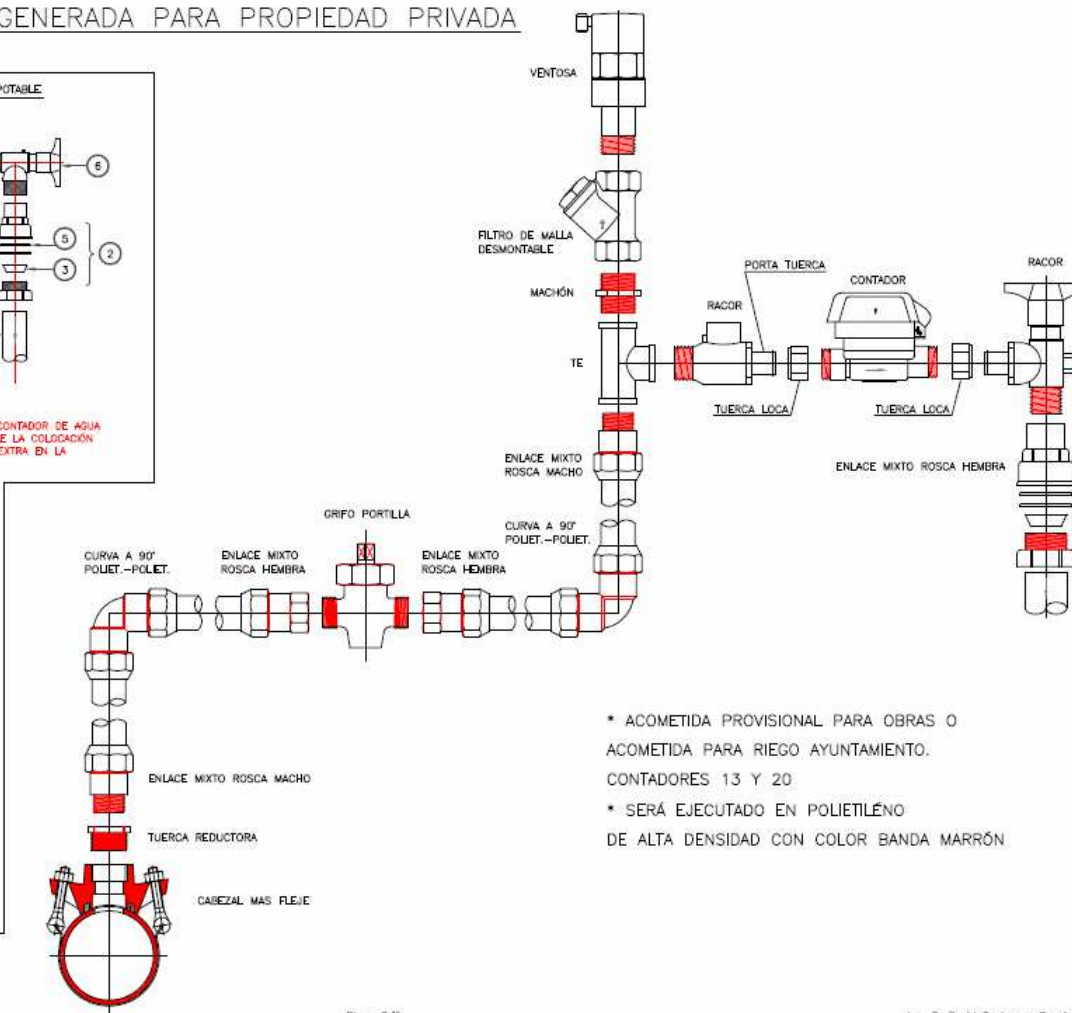 GENERADA PARA PROPIEDAD PRIVADA
POTABLE
6
5
3
2
CONTADOR DE AGUA
E LA COLOCACIÓN
EXTRA EN LA
VENTOSA
FILTRO DE MALLA
DESMONTABLE
MACHÓN
TE
RACOR
PORTA TUERCA
CONTADOR
RACOR
TUERCA LOCA
TUERCA LOCA
ENLACE MIXTO
ROSCA MACHO
ENLACE MIXTO ROSCA HEMBRA
CURVA A 90°
POLIET.-POLIET.
GRIFO PORTILLA
CURVA A 90°
POLIET.-POLIET.
ENLACE MIXTO
ROSCA HEMBRA
ENLACE MIXTO
ROSCA HEMBRA
ENLACE MIXTO ROSCA MACHO
TUERCA REDUCTORA
CABEZAL MAS FLEJE
* ACOMETIDA PROVISIONAL PARA OBRAS O
ACOMETIDA PARA RIEGO AYUNTAMIENTO.
CONTADORES 13 Y 20
* SERÁ EJECUTADO EN POLIETILÉNO
DE ALTA DENSIDAD CON COLOR BANDA MARRÓN